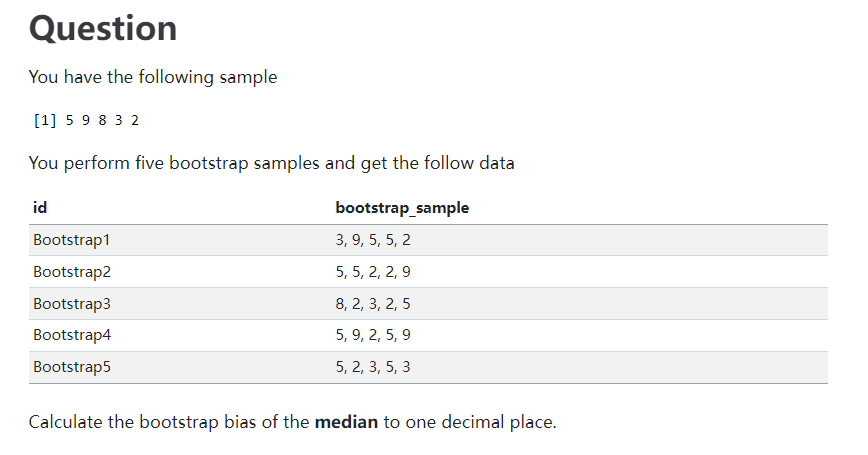 Question
You have the following sample
[1] 5 9 8 3 2
You perform five bootstrap samples and get the follow data
id bootstrap_sample
Bootstrap1 3, 9, 5, 5, 2
Bootstrap2 5, 5, 2, 2, 9
Bootstrap3 8, 2, 3, 2, 5
Bootstrap4 5, 9, 2, 5, 9
Bootstrap5 5, 2, 3, 5, 3
Calculate the bootstrap bias of the median to one decimal place.